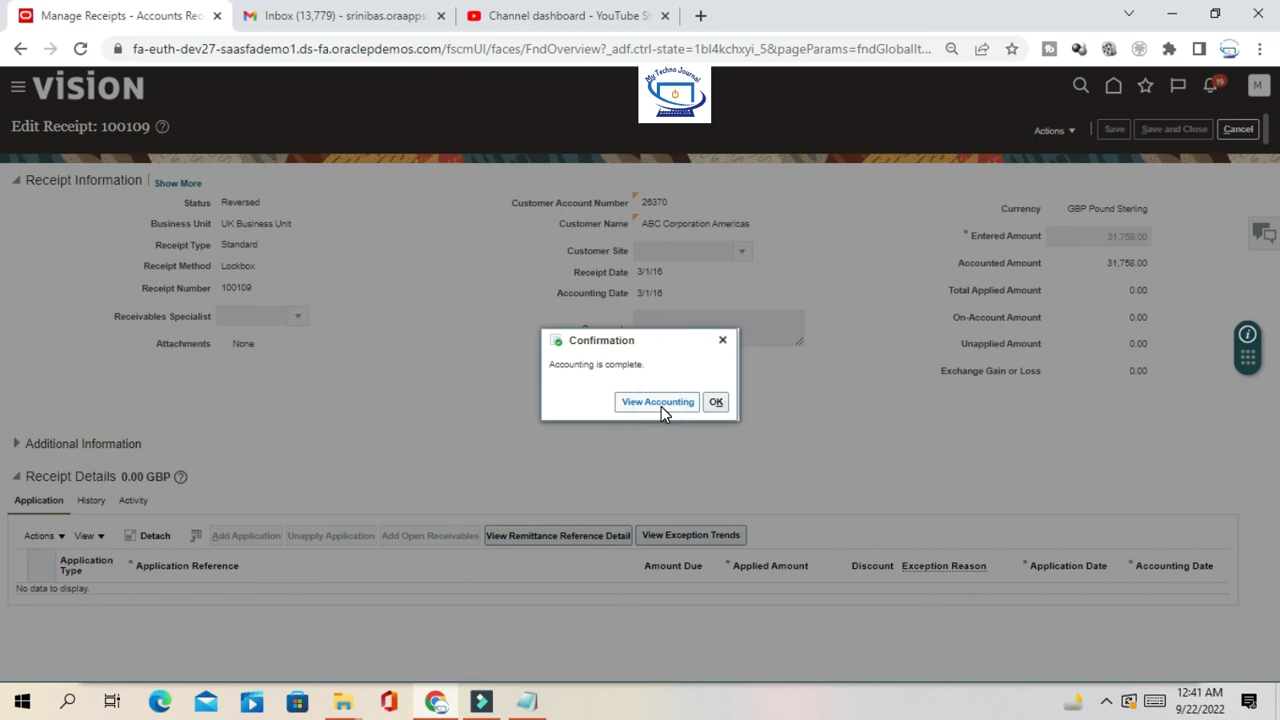 Manage Receipts - Accounts Rec
Inbox (13,779) - srinibas.oraapps
Channel dashboard - YouTube St
fa-euth-dev27-saasfademo1.ds-fa.oraclepdemos.com/fscmUI/faces/FndOverview?_adf.ctrl-state=1bl4kchxyi_5&pageParams=fndGlobalIt...
My Techno Journal
VISION
19
M
Edit Receipt: 100109
Actions
Save
Save and Close
Cancel
Receipt Information
Show More
Status Reversed
Customer Account Number 26370
Currency GBP Pound Sterling
Business Unit UK Business Unit
Customer Name ABC Corporation Americas
* Entered Amount 31,758.00
Receipt Type Standard
Customer Site
Accounted Amount 31,758.00
Receipt Method Lockbox
Receipt Date 3/1/16
Total Applied Amount 0.00
Receipt Number 100109
Accounting Date 3/1/16
On-Account Amount 0.00
Receivables Specialist
Unapplied Amount 0.00
Attachments None
Exchange Gain or Loss 0.00
Confirmation
Accounting is complete.
View Accounting
OK
Additional Information
Receipt Details 0.00 GBP
Application
History
Activity
Actions
View
Detach
Add Application
Unapply Application
Add Open Receivables
View Remittance Reference Detail
View Exception Trends
Application Type
* Application Reference
Amount Due
* Applied Amount
Discount
Exception Reason
* Application Date
* Accounting Date
No data to display.
12:41 AM
9/22/2022